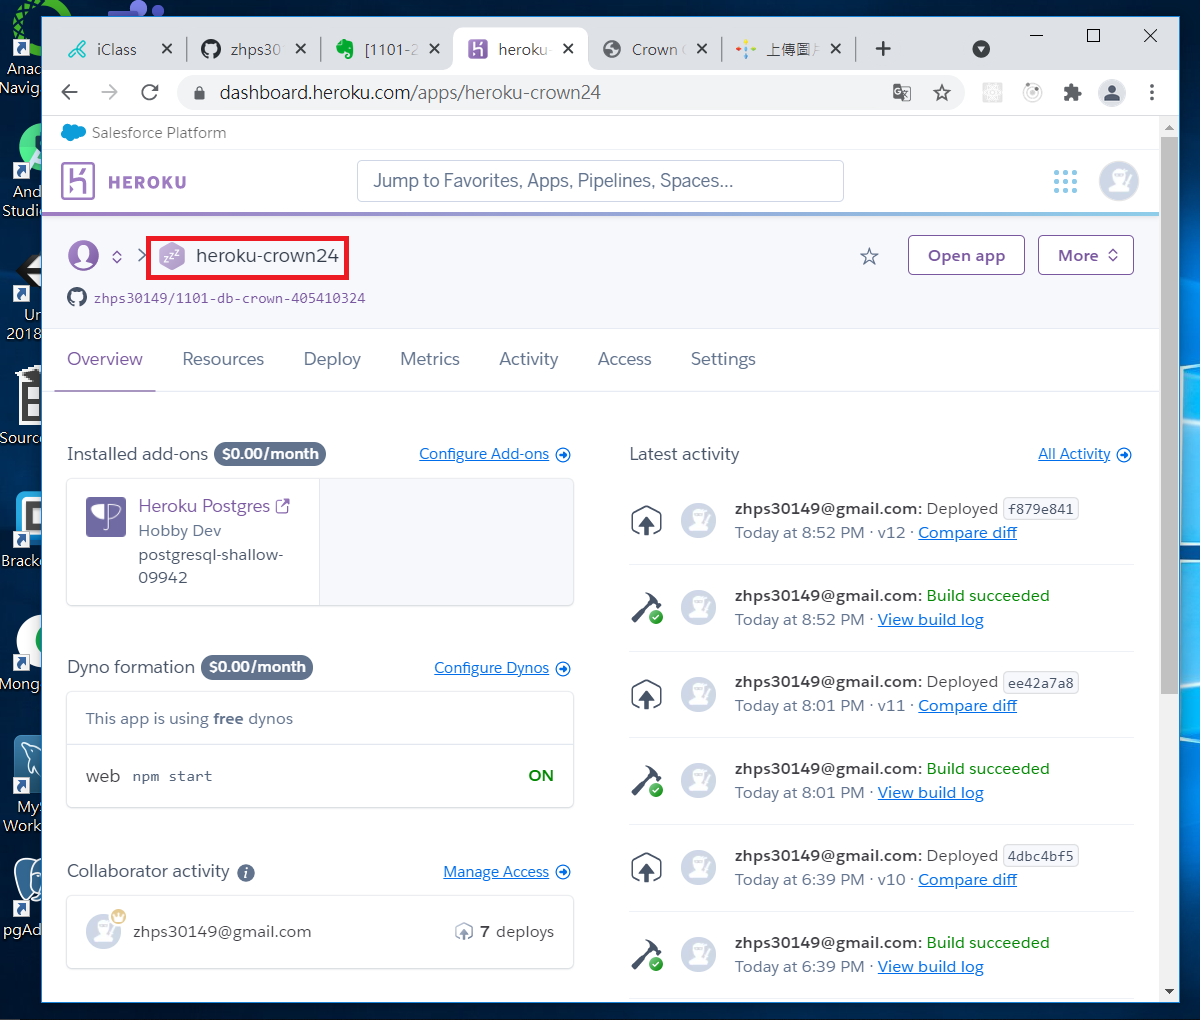 Anac
Navig
And
Studi
Un
2018
Source
Bracke
Mong
MyS
Work
pgAd
iClass
zhps30
[1101-2
heroku-
Crown
上傳圖片
dashboard.heroku.com/apps/heroku-crown24
Salesforce Platform
HEROKU
Jump to Favorites, Apps, Pipelines, Spaces...
zzz
heroku-crown24
Open app
More
zhps30149/1101-db-crown-405410324
Overview
Resources
Deploy
Metrics
Activity
Access
Settings
Installed add-ons $0.00/month
Configure Add-ons
Heroku Postgres
Hobby Dev
postgresql-shallow-
09942
Dyno formation $0.00/month
Configure Dynos
This app is using free dynos
web npm start ON
Collaborator activity i
Manage Access
zhps30149@gmail.com 7 deploys
Latest activity
All Activity
zhps30149@gmail.com: Deployed f879e841
Today at 8:52 PM · v12 · Compare diff
zhps30149@gmail.com: Build succeeded
Today at 8:52 PM · View build log
zhps30149@gmail.com: Deployed ee42a7a8
Today at 8:01 PM · v11 · Compare diff
zhps30149@gmail.com: Build succeeded
Today at 8:01 PM · View build log
zhps30149@gmail.com: Deployed 4dbc4bf5
Today at 6:39 PM · v10 · Compare diff
zhps30149@gmail.com: Build succeeded
Today at 6:39 PM · View build log